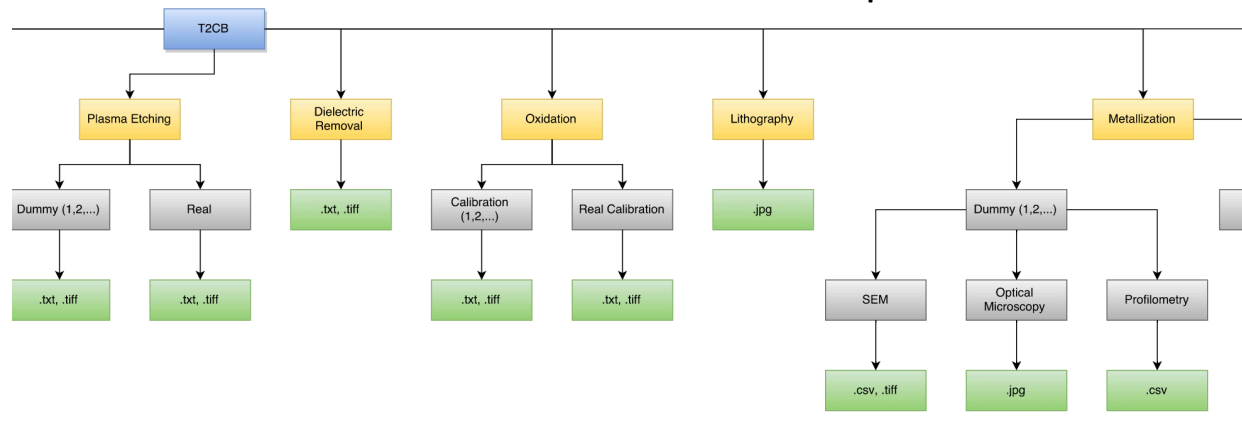 T2CB
Plasma Etching
Dielectric
Removal
Oxidation
Lithography
Metallization
Dummy (1,2,...)
Real
.txt, .tiff
Calibration
(1,2,...)
Real Calibration
.jpg
Dummy (1,2,...)
.txt, .tiff
.txt, .tiff
.txt, .tiff
.txt, .tiff
SEM
Optical
Microscopy
Profilometry
.csv, .tiff
.jpg
.csv